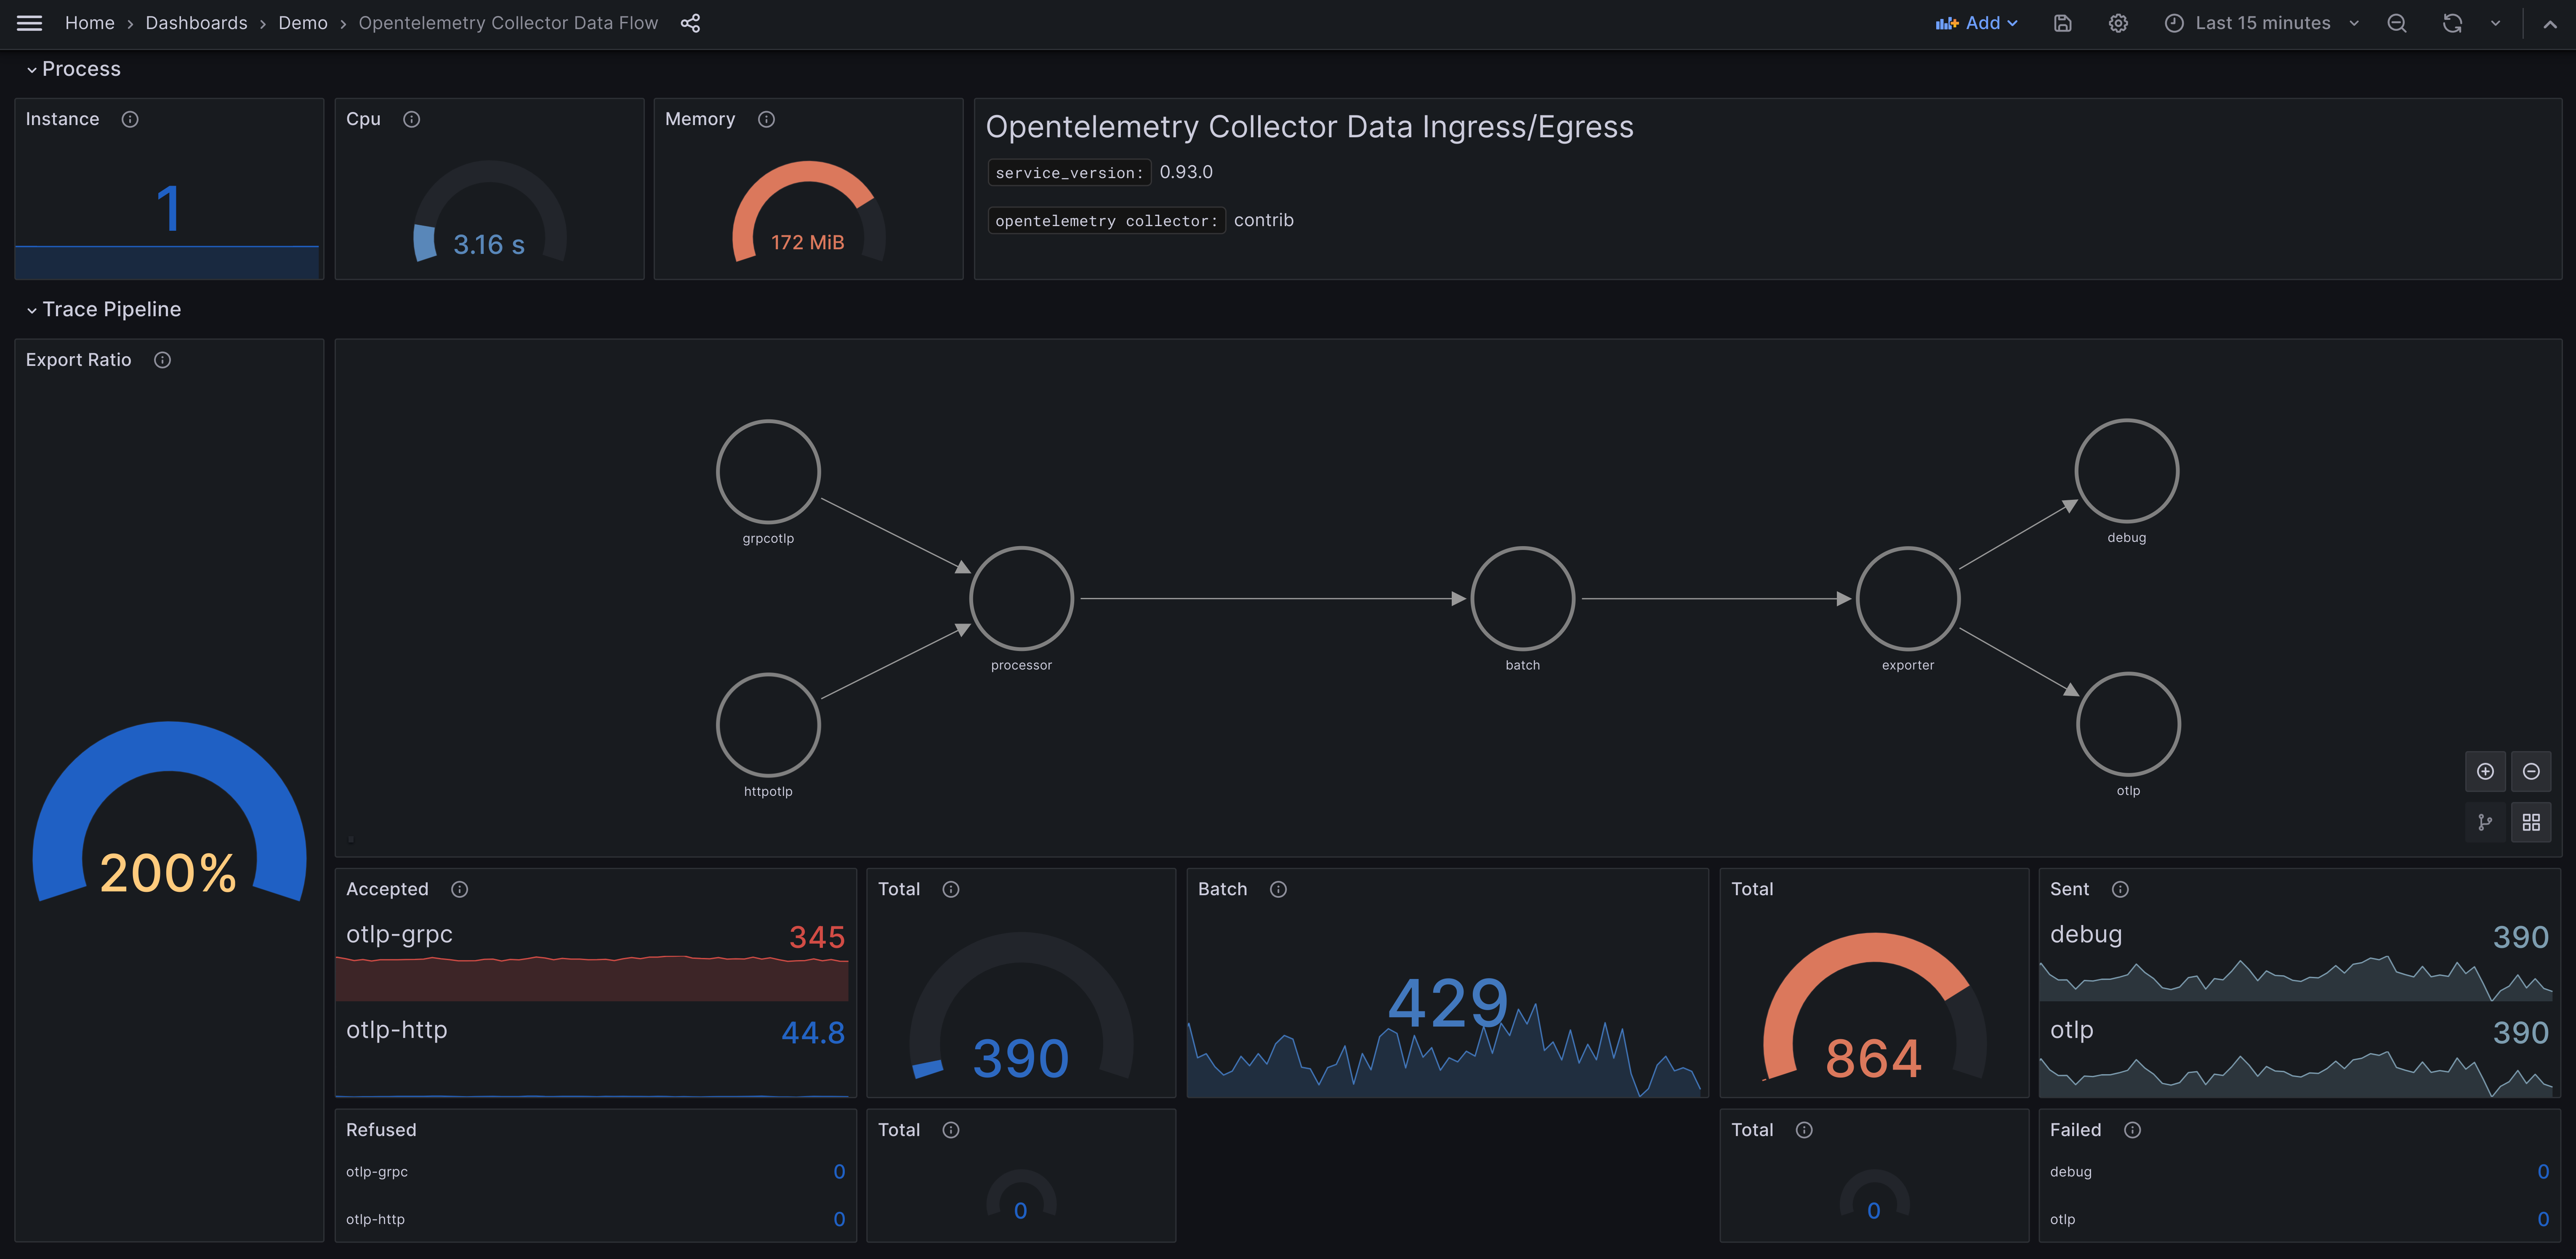 Home › Dashboards › Demo › Opentelemetry Collector Data Flow
Add
Last 15 minutes
Process
Instance
1
Cpu
3.16 s
Memory
172 MiB
Opentelemetry Collector Data Ingress/Egress
service_version: 0.93.0
opentelemetry collector: contrib
Trace Pipeline
Export Ratio
200%
grpcotlp
httpotlp
processor
batch
exporter
debug
otlp
Accepted
otlp-grpc 345
otlp-http 44.8
Total
390
Batch
429
Total
864
Sent
debug 390
otlp 390
Refused
otlp-grpc 0
otlp-http 0
Total
0
Total
0
Failed
debug 0
otlp 0